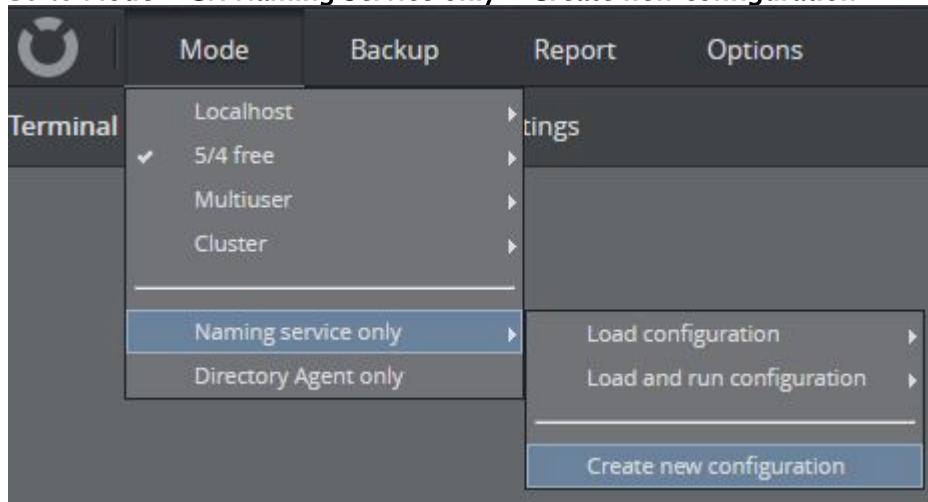 Mode Backup Report Options
Terminal tings
Localhost
5/4 free
Multiuser
Cluster
Naming service only
Directory Agent only
Load configuration
Load and run configuration
Create new configuration